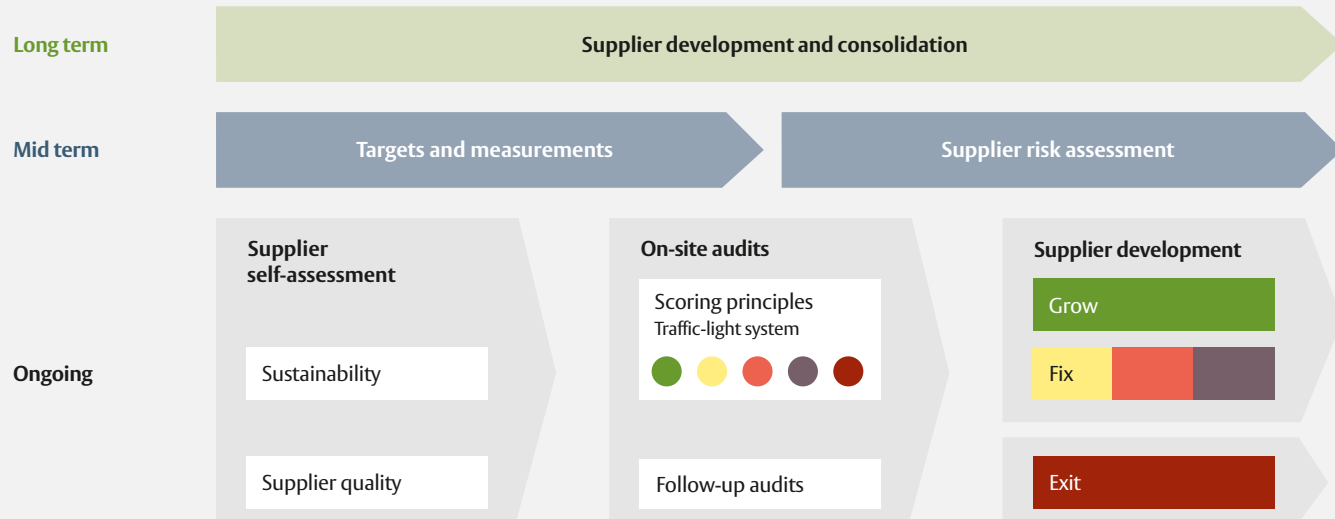 Long term
Supplier development and consolidation
Mid term
Targets and measurements
Supplier risk assessment
Ongoing
Supplier
self-assessment
Sustainability
Supplier quality
On-site audits
Scoring principles
Traffic-light system
Follow-up audits
Supplier development
Grow
Fix
Exit